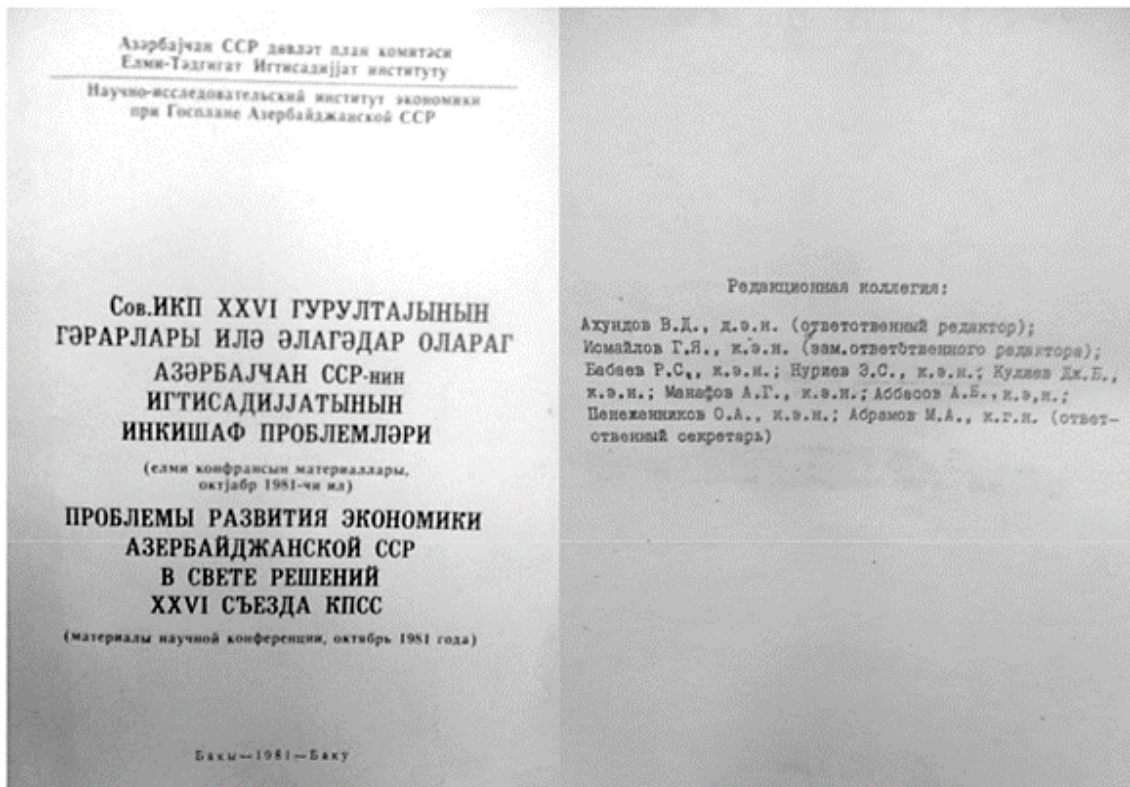 Азәрбајҹан ССР дөвләт план комитәси
Елми-Тәдгигат Игтисадијјат институту
Научно-исследовательский институт экономики
при Госплане Азербайджанской ССР
Сов.ИКП XXVI ГУРУЛТАЈЫНЫН
ГӘРАРЛАРЫ ИЛӘ ӘЛАГӘДАР ОЛАРАГ
АЗӘРБАЈҸАН ССР-нин
ИГТИСАДИЈЈАТЫНЫН
ИНКИШАФ ПРОБЛЕМЛӘРИ
(елми конфрансын материаллары,
октјабр 1981-чи ил)
ПРОБЛЕМЫ РАЗВИТИЯ ЭКОНОМИКИ
АЗЕРБАЙДЖАНСКОЙ ССР
В СВЕТЕ РЕШЕНИЙ
XXVI СЪЕЗДА КПСС
(материалы научной конференции, октябрь 1981 года)
Бакы—1981—Баку
Редакционная коллегия:
Ахундов В.Д., д.э.н. (ответственный редактор);
Исмайлов Г.Я., к.э.н. (зам.ответственного редактора);
Бабаев Р.С., к.э.н.; Нуриев Э.С., к.э.н.; Кулиев Дж.Б.,
к.э.н.; Манафов А.Г., к.э.н.; Аббасов А.Б., к.э.н.;
Пенеженников О.А., к.э.н.; Абрамов М.А., к.г.н. (ответ-
ственный секретарь)